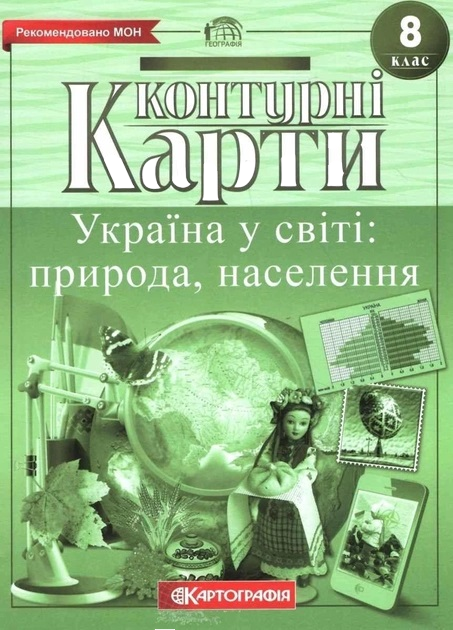 Рекомендовано МОН
ГЕОГРАФІЯ
8
клас
контурні
Карти
Україна у світі:
природа, населення
УКРАЇНА
КАРТОГРАФІЯ